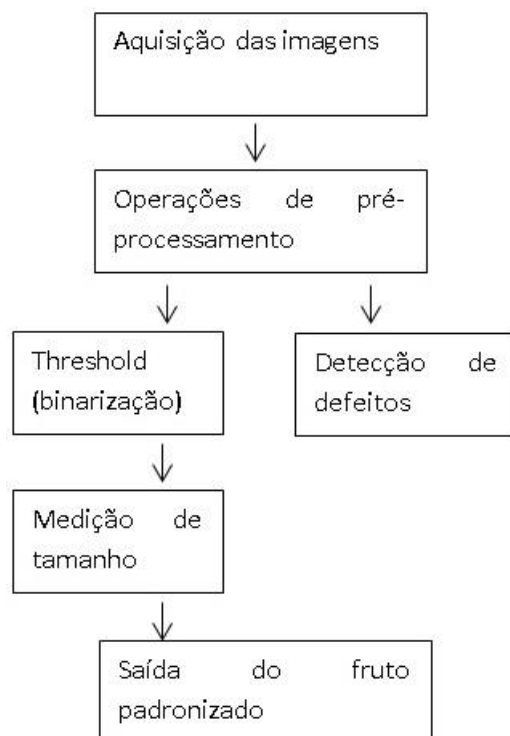 Aquisição das imagens
Operações de pré-
processamento
Threshold
(binarização)
Detecção de
defeitos
Medição de
tamanho
Saída do fruto
padronizado